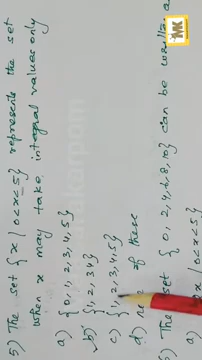 5) The set {x | 0<x<5} represents the set
when x may take integral values only
a) {0,1,2,3,4,5}
b) {1,2,3,4}
c) {1,2,3,4,5}
d) of these
The set {0,2,4,6,8,10} can be
a) x | 0<x<5